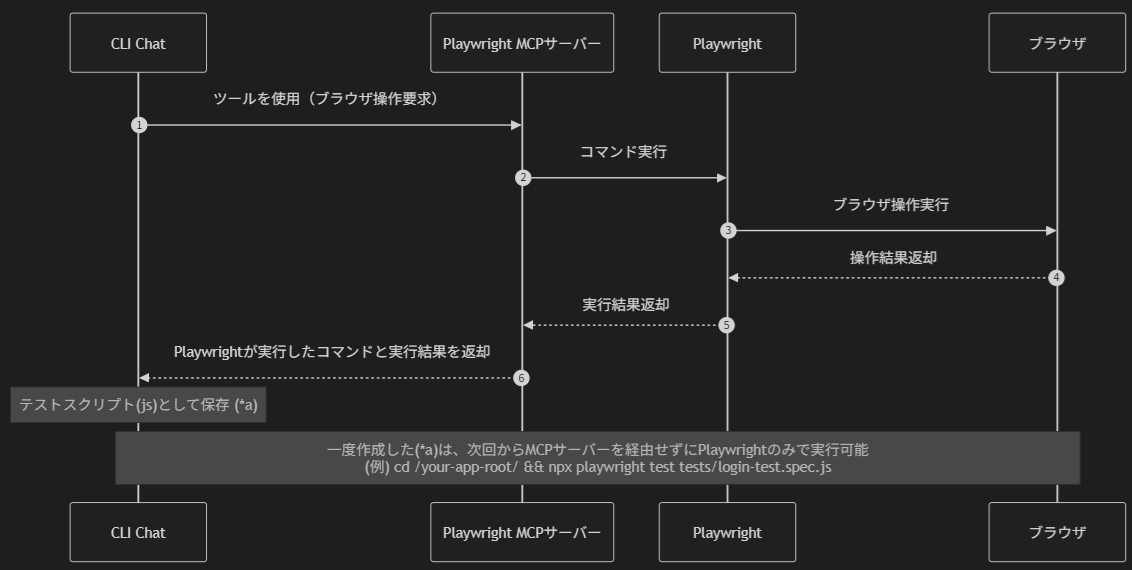 CLI Chat
Playwright MCPサーバー
Playwright
ブラウザ
ツールを使用（ブラウザ操作要求）
1
コマンド実行
2
ブラウザ操作実行
3
操作結果返却
4
実行結果返却
5
Playwrightが実行したコマンドと実行結果を返却
6
テストスクリプト(js)として保存 (*a)
一度作成した(*a)は、次回からMCPサーバーを経由せずにPlaywrightのみで実行可能
(例) cd /your-app-root/ && npx playwright test tests/login-test.spec.js
CLI Chat
Playwright MCPサーバー
Playwright
ブラウザ